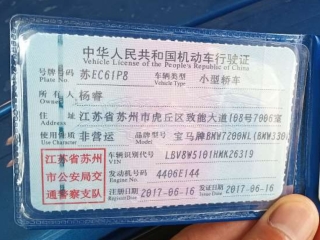 中华人民共和国机动车行驶证
Vehicle License of the People's Republic of China
号牌号码 苏EC61P8 车辆类型 小型轿车
Plate No. Vehicle Type
所有人 杨睿
Owner
住址 江苏省苏州市虎丘区致能大道108号7006室
使用性质 非营运 品牌型号 宝马牌BMW7200NL(BMW330
Use Character
江苏省苏州
市公安局交
通警察支队
车辆识别代号 LBV8W5101HMK26319
VIN
发动机号码 4406E144
Engine No.
注册日期 2017-06-16 发证日期 2017-06-16
Register Date Issue Date